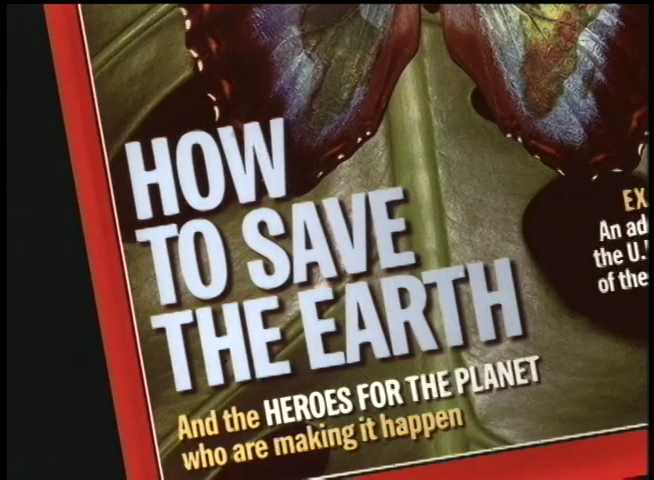 HOW
TO SAVE
THE EARTH
And the HEROES FOR THE PLANET
who are making it happen
EX
An ad
the U.
of the